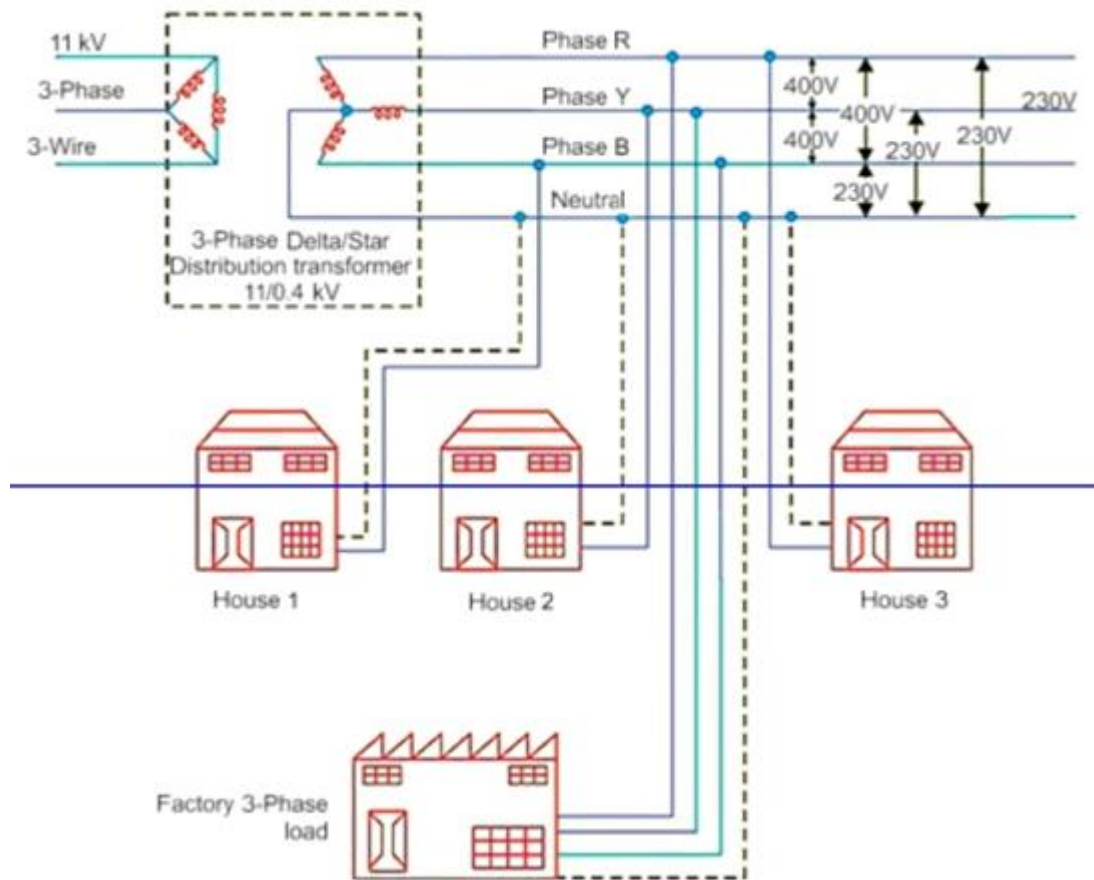 11 kV
3-Phase
3-Wire
3-Phase Delta/Star
Distribution transformer
11/0.4 kV
Phase R
Phase Y
Phase B
Neutral
400V
400V
400V
230V
230V
230V
230V
House 1
House 2
House 3
Factory 3-Phase
load